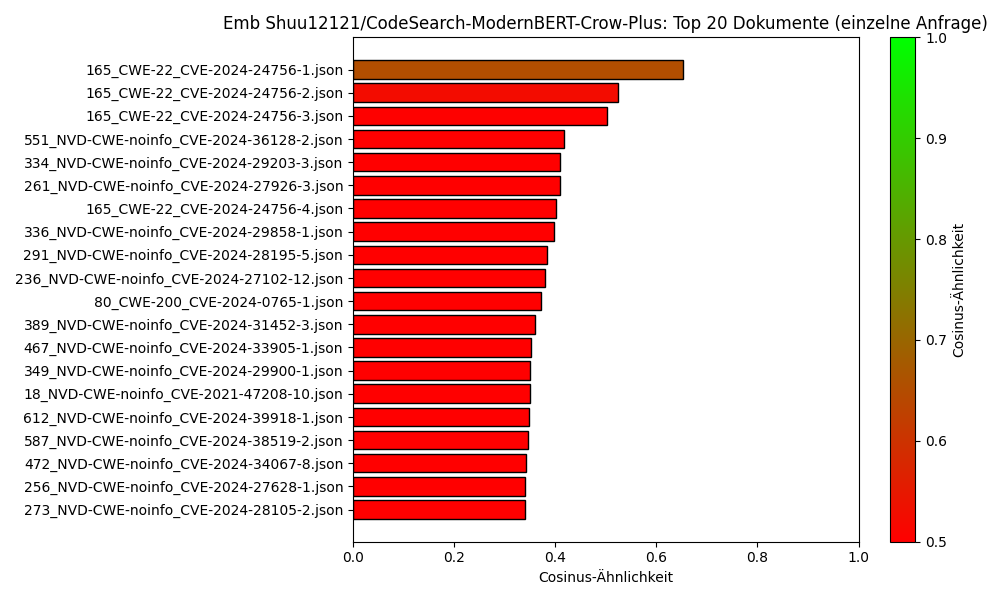 Emb Shuu12121/CodeSearch-ModernBERT-Crow-Plus: Top 20 Dokumente (einzelne Anfrage)
165_CWE-22_CVE-2024-24756-1.json
165_CWE-22_CVE-2024-24756-2.json
165_CWE-22_CVE-2024-24756-3.json
551_NVD-CWE-noinfo_CVE-2024-36128-2.json
334_NVD-CWE-noinfo_CVE-2024-29203-3.json
261_NVD-CWE-noinfo_CVE-2024-27926-3.json
165_CWE-22_CVE-2024-24756-4.json
336_NVD-CWE-noinfo_CVE-2024-29858-1.json
291_NVD-CWE-noinfo_CVE-2024-28195-5.json
236_NVD-CWE-noinfo_CVE-2024-27102-12.json
80_CWE-200_CVE-2024-0765-1.json
389_NVD-CWE-noinfo_CVE-2024-31452-3.json
467_NVD-CWE-noinfo_CVE-2024-33905-1.json
349_NVD-CWE-noinfo_CVE-2024-29900-1.json
18_NVD-CWE-noinfo_CVE-2021-47208-10.json
612_NVD-CWE-noinfo_CVE-2024-39918-1.json
587_NVD-CWE-noinfo_CVE-2024-38519-2.json
472_NVD-CWE-noinfo_CVE-2024-34067-8.json
256_NVD-CWE-noinfo_CVE-2024-27628-1.json
273_NVD-CWE-noinfo_CVE-2024-28105-2.json
0.0 0.2 0.4 0.6 0.8 1.0
Cosinus-Ähnlichkeit
1.0
0.9
0.8
0.7
0.6
0.5
Cosinus-Ähnlichkeit